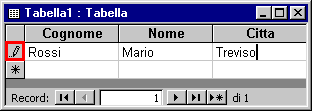 Tabella1 : Tabella
Cognome Nome Citta
Rossi Mario Treviso
Record: 1 di 1